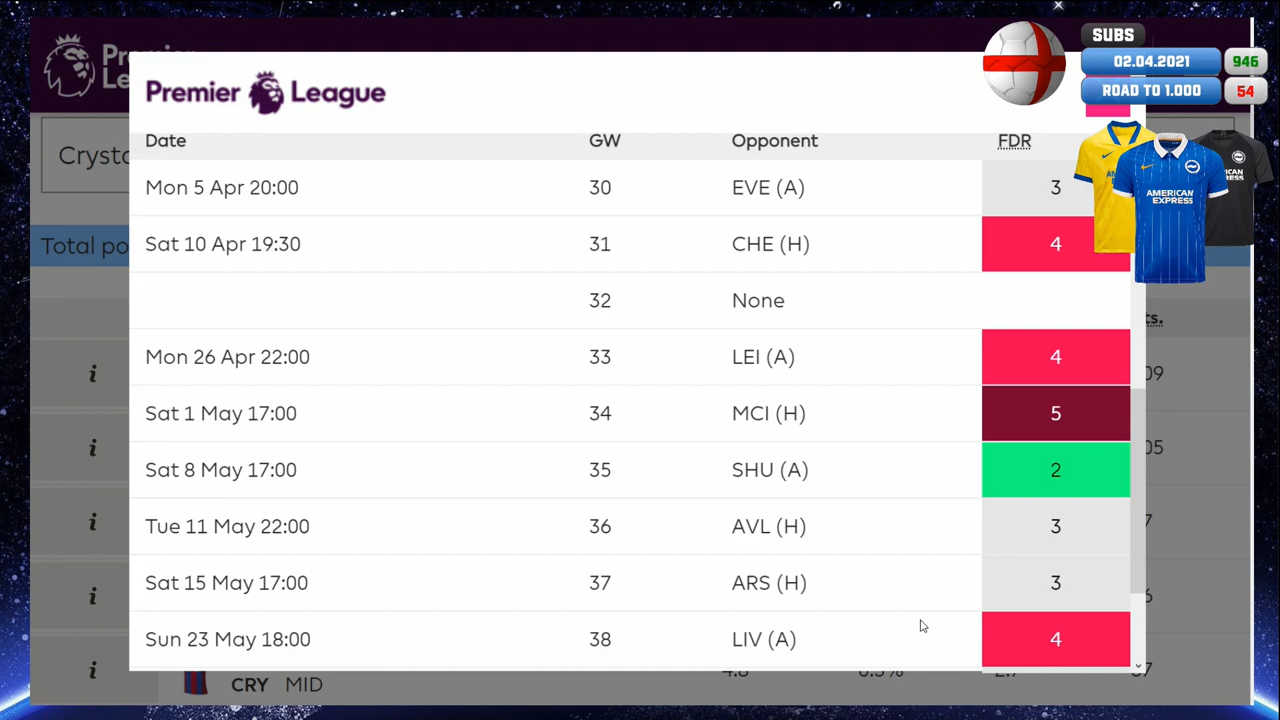 SUBS
02.04.2021 946
ROAD TO 1.000 54
Premier League
Date GW Opponent FDR
Mon 5 Apr 20:00 30 EVE (A) 3
Sat 10 Apr 19:30 31 CHE (H) 4
32 None
Mon 26 Apr 22:00 33 LEI (A) 4
Sat 1 May 17:00 34 MCI (H) 5
Sat 8 May 17:00 35 SHU (A) 2
Tue 11 May 22:00 36 AVL (H) 3
Sat 15 May 17:00 37 ARS (H) 3
Sun 23 May 18:00 38 LIV (A) 4
CRY MID
Total po
AMERICAN
EXPRESS